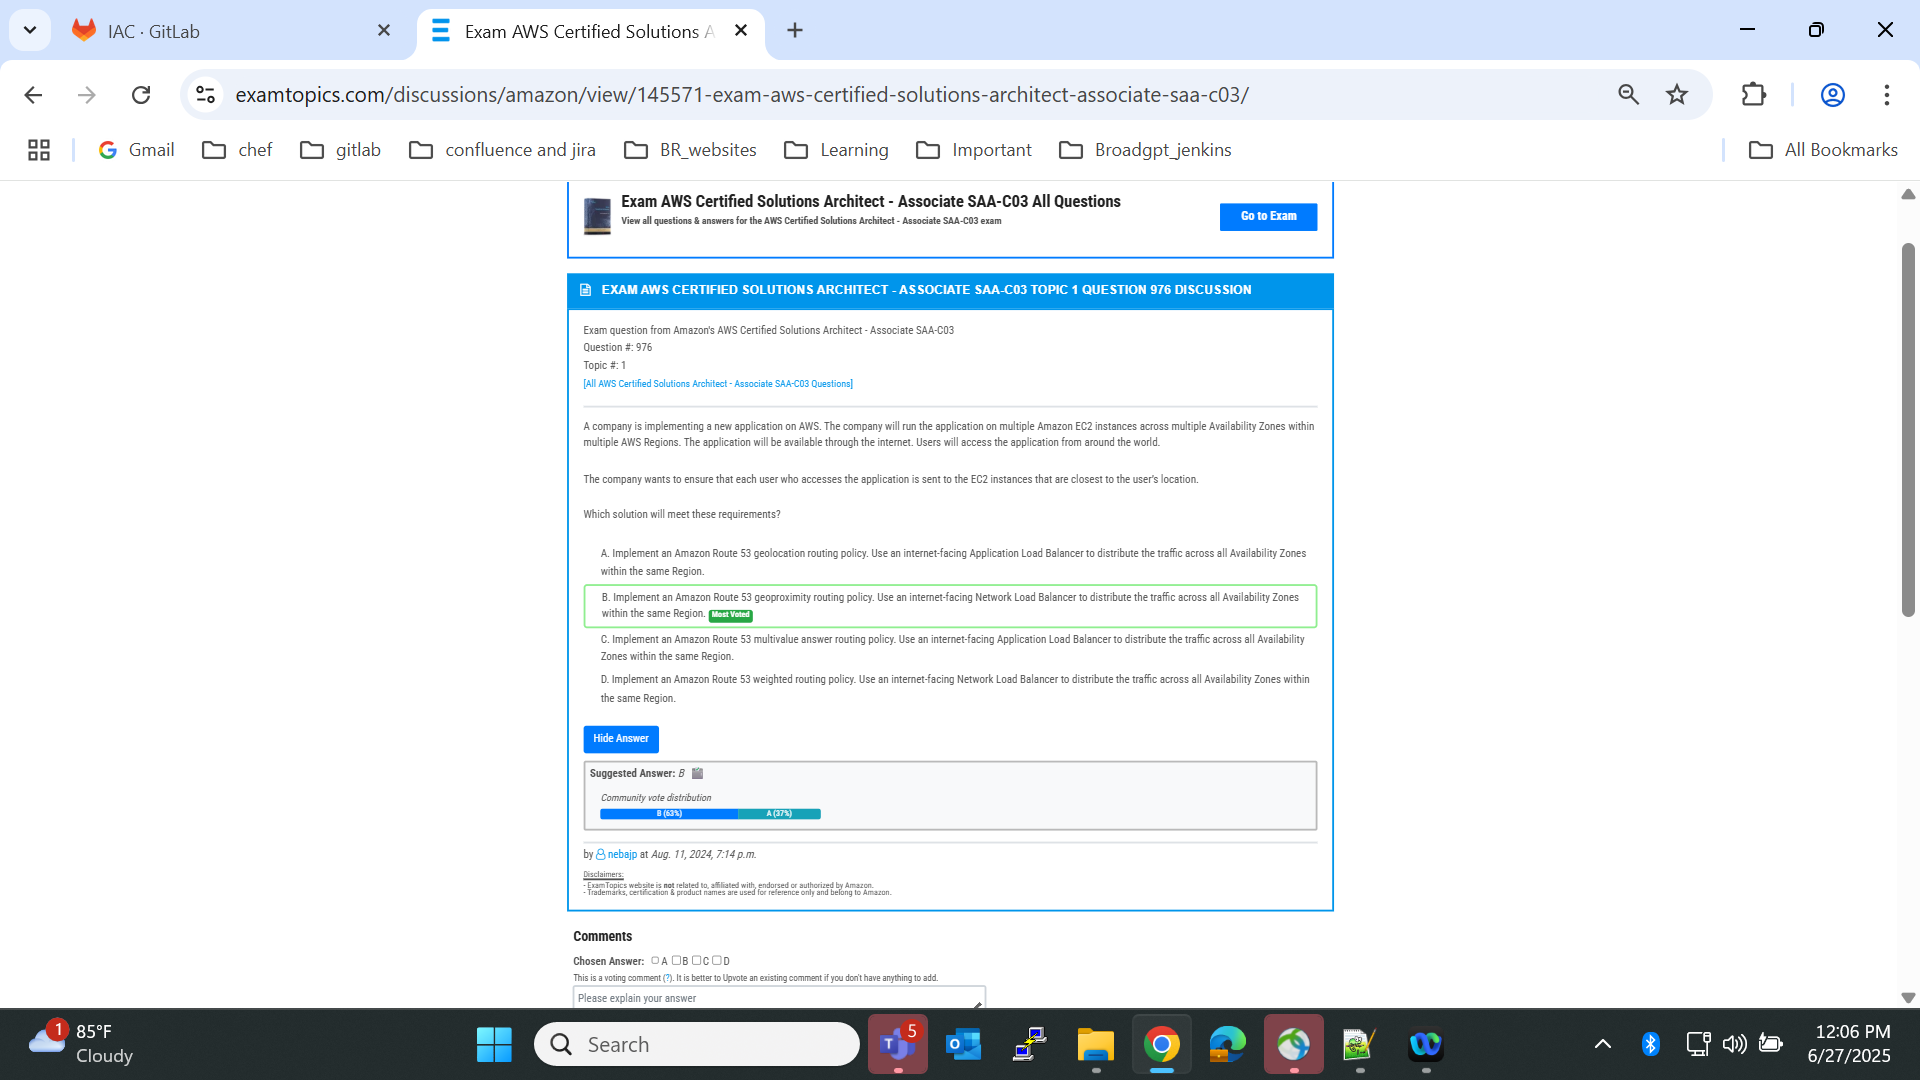 IAC · GitLab
Exam AWS Certified Solutions A
examtopics.com/discussions/amazon/view/145571-exam-aws-certified-solutions-architect-associate-saa-c03/
Gmail
chef
gitlab
confluence and jira
BR_websites
Learning
Important
Broadgpt_jenkins
All Bookmarks
Exam AWS Certified Solutions Architect - Associate SAA-C03 All Questions
View all questions & answers for the AWS Certified Solutions Architect - Associate SAA-C03 exam
Go to Exam
EXAM AWS CERTIFIED SOLUTIONS ARCHITECT - ASSOCIATE SAA-C03 TOPIC 1 QUESTION 976 DISCUSSION
Exam question from Amazon's AWS Certified Solutions Architect - Associate SAA-C03
Question #: 976
Topic #: 1
[All AWS Certified Solutions Architect - Associate SAA-C03 Questions]
A company is implementing a new application on AWS. The company will run the application on multiple Amazon EC2 instances across multiple Availability Zones within
multiple AWS Regions. The application will be available through the internet. Users will access the application from around the world.
The company wants to ensure that each user who accesses the application is sent to the EC2 instances that are closest to the user's location.
Which solution will meet these requirements?
A. Implement an Amazon Route 53 geolocation routing policy. Use an internet-facing Application Load Balancer to distribute the traffic across all Availability Zones
within the same Region.
B. Implement an Amazon Route 53 geoproximity routing policy. Use an internet-facing Network Load Balancer to distribute the traffic across all Availability Zones
within the same Region. Most Voted
C. Implement an Amazon Route 53 multivalue answer routing policy. Use an internet-facing Application Load Balancer to distribute the traffic across all Availability
Zones within the same Region.
D. Implement an Amazon Route 53 weighted routing policy. Use an internet-facing Network Load Balancer to distribute the traffic across all Availability Zones within
the same Region.
Hide Answer
Suggested Answer: B
Community vote distribution
B (63%) A (37%)
by nebajp at Aug. 11, 2024, 7:14 p.m.
Disclaimers:
- ExamTopics website is not related to, affiliated with, endorsed or authorized by Amazon.
- Trademarks, certification & product names are used for reference only and belong to Amazon.
Comments
Chosen Answer: A B C D
This is a voting comment (?). It is better to Upvote an existing comment if you don't have anything to add.
Please explain your answer
1
85°F
Cloudy
Search
5
12:06 PM
6/27/2025